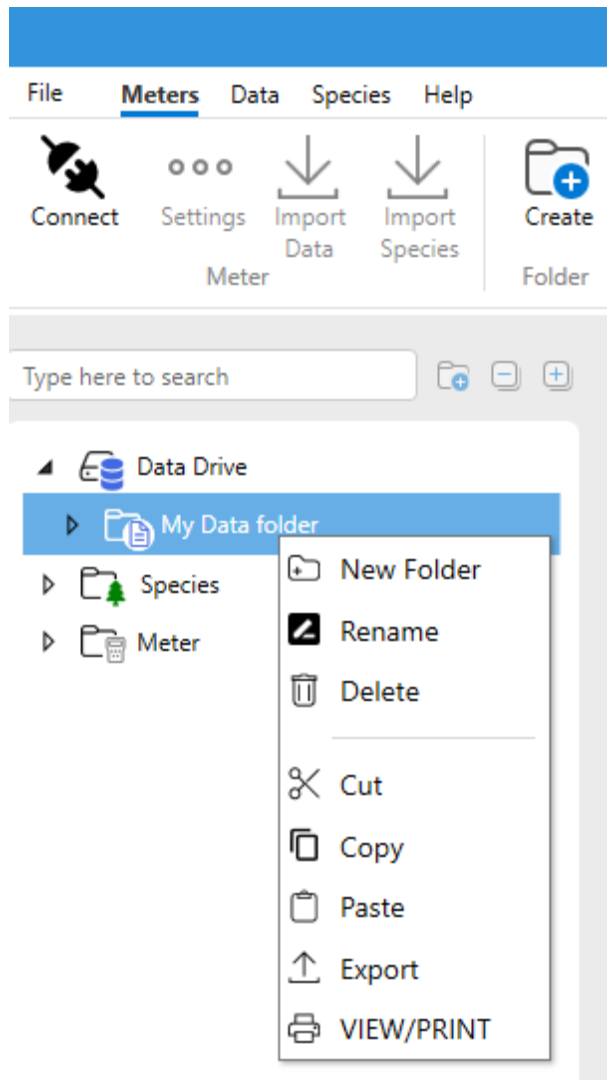 File Meters Data Species Help
Connect Settings Import Data Import Species Create
Meter Folder
Type here to search
Data Drive
My Data folder
Species
Meter
New Folder
Rename
Delete
Cut
Copy
Paste
Export
VIEW/PRINT